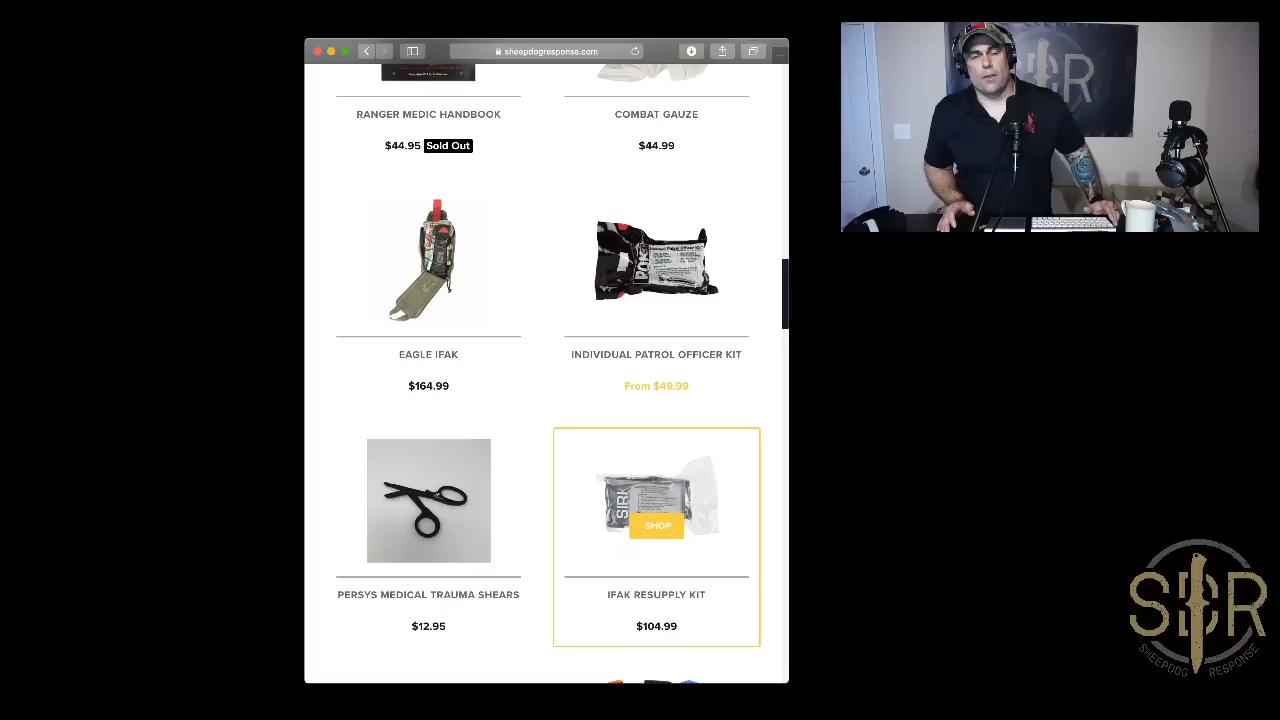 sheepdogresponse.com
RANGER MEDIC HANDBOOK
$44.95 Sold Out
COMBAT GAUZE
$44.99
EAGLE IFAK
$164.99
INDIVIDUAL PATROL OFFICER KIT
From $49.99
PERSYS MEDICAL TRAUMA SHEARS
$12.95
SIRK
SHOP
IFAK RESUPPLY KIT
$104.99
SDR
SHEEPDOG RESPONSE